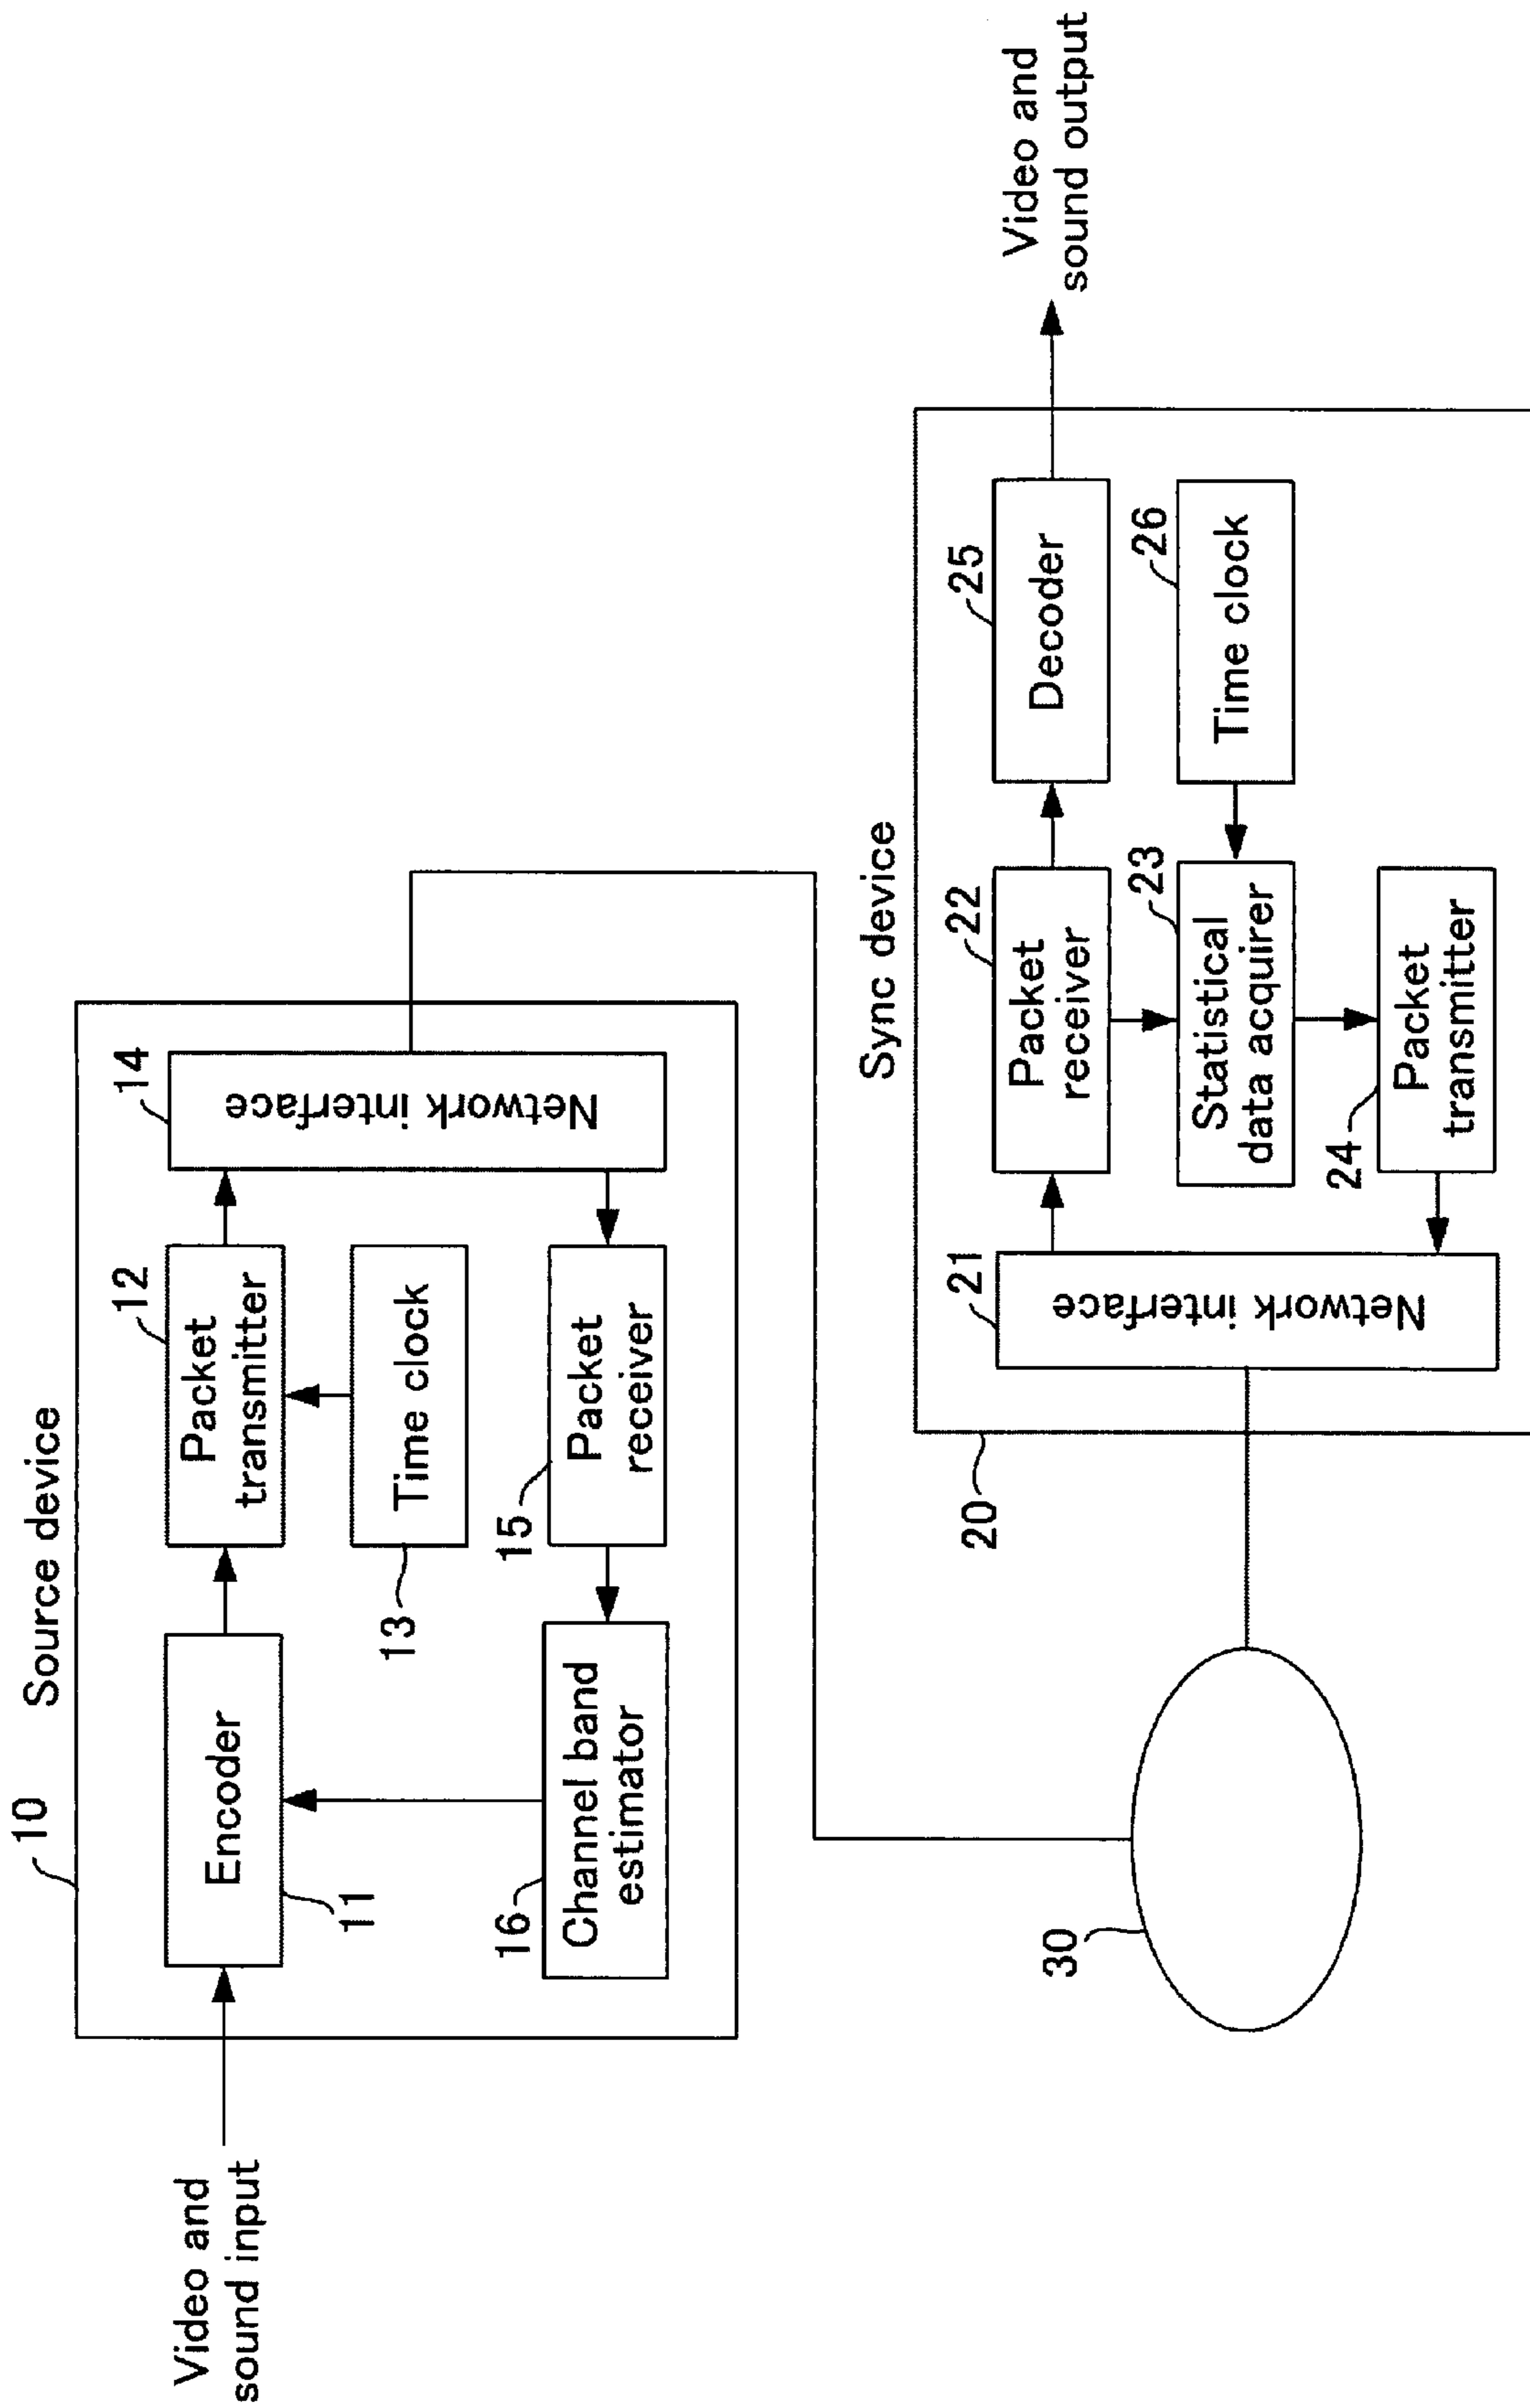 Source device
10
Video and
sound input
Encoder
11
Packet
transmitter
12
Time clock
13
Network interface
14
Packet
receiver
15
Channel band
estimator
16
30
Sync device
20
Network interface
21
Packet
receiver
22
Statistical
data acquirer
23
Packet
transmitter
24
Decoder
25
Time clock
26
Video and
sound output